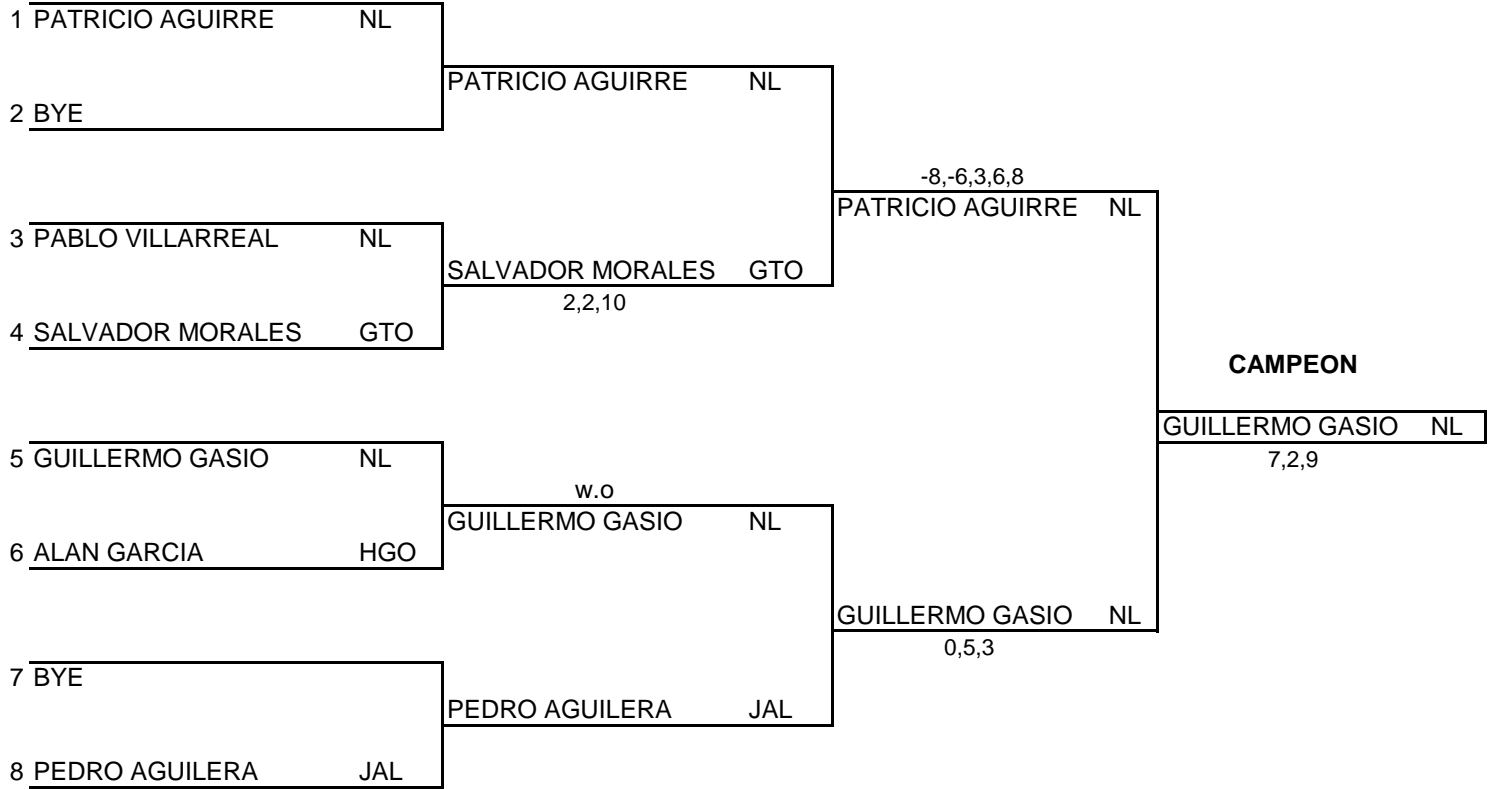 1 PATRICIO AGUIRRE NL
2 BYE
3 PABLO VILLARREAL NL
4 SALVADOR MORALES GTO
5 GUILLERMO GASIO NL
6 ALAN GARCIA HGO
7 BYE
8 PEDRO AGUILERA JAL
PATRICIO AGUIRRE NL
SALVADOR MORALES GTO
2,2,10
w.o
GUILLERMO GASIO NL
PEDRO AGUILERA JAL
-8,-6,3,6,8
PATRICIO AGUIRRE NL
GUILLERMO GASIO NL
0,5,3
CAMPEON
GUILLERMO GASIO NL
7,2,9